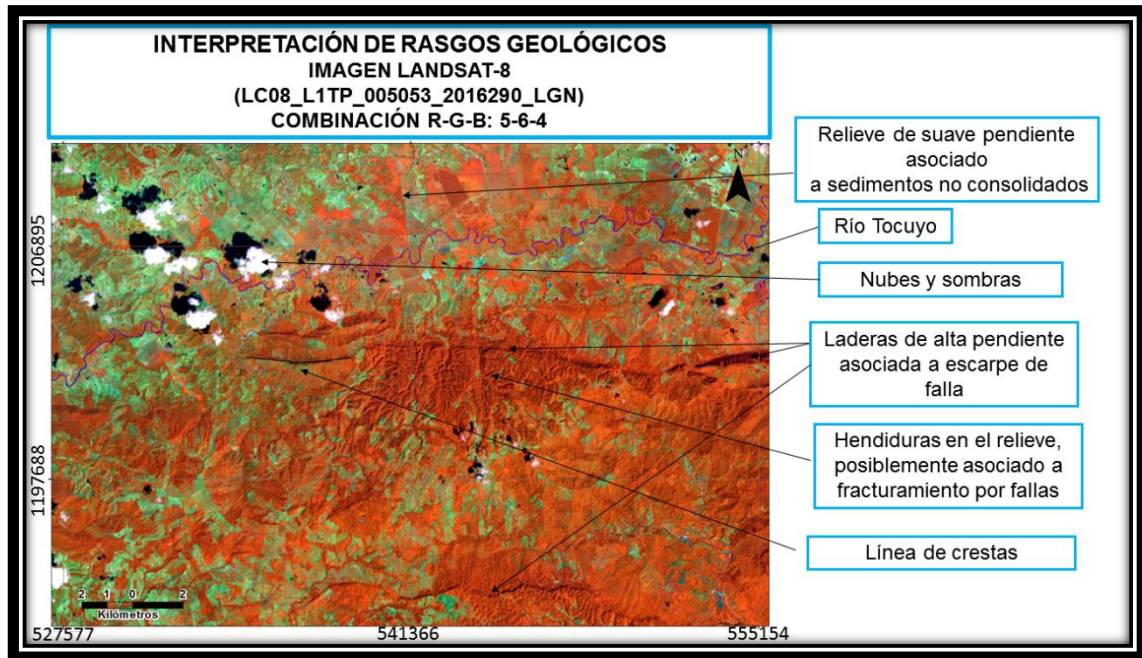 INTERPRETACIÓN DE RASGOS GEOLÓGICOS
IMAGEN LANDSAT-8
(LC08_L1TP_005053_2016290_LGN)
COMBINACIÓN R-G-B: 5-6-4
Relieve de suave pendiente
asociado
a sedimentos no consolidados
N
Río Tocuyo
1206895
Nubes y sombras
Laderas de alta pendiente
asociada a escarpe de
falla
Hendiduras en el relieve,
posiblemente asociado a
fracturamiento por fallas
1197688
Línea de crestas
2 1 0 2
Kilómetros
527577 541366 555154